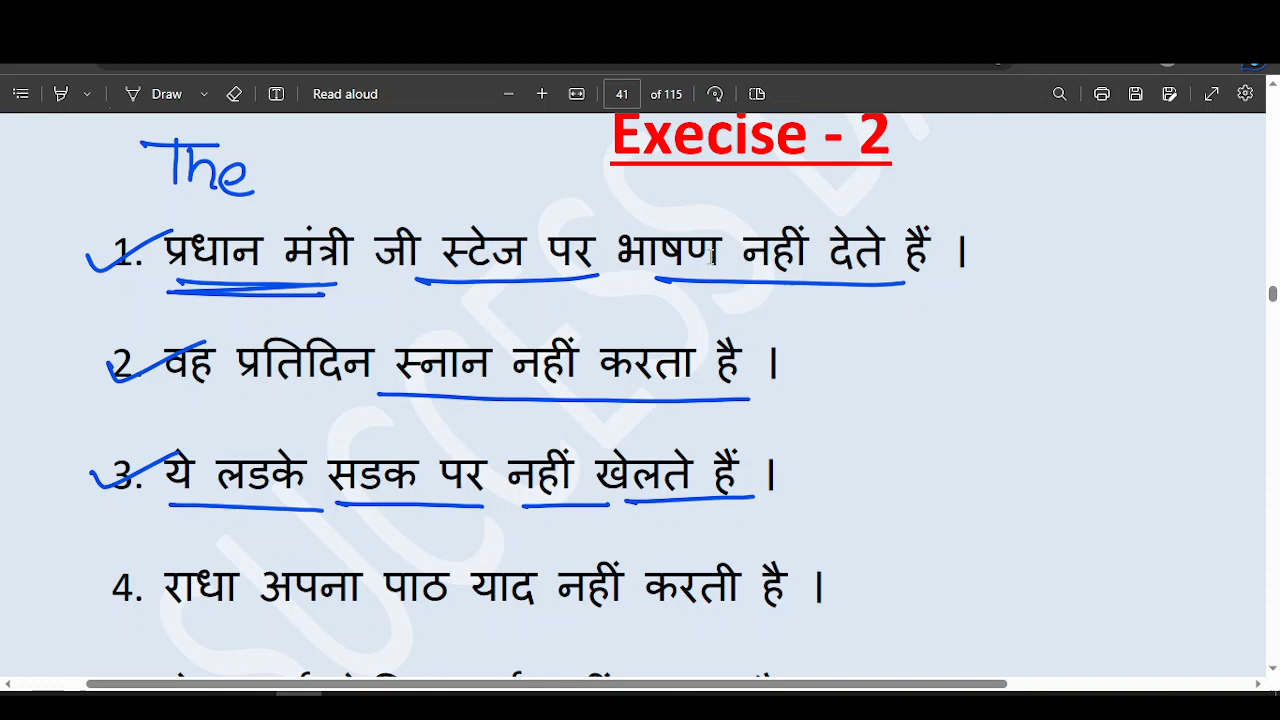 Draw Read aloud 41 of 115
Execise - 2
The
1. प्रधान मंत्री जी स्टेज पर भाषण नहीं देते हैं ।
2. वह प्रतिदिन स्नान नहीं करता है ।
3. ये लडके सडक पर नहीं खेलते हैं ।
4. राधा अपना पाठ याद नहीं करती है ।